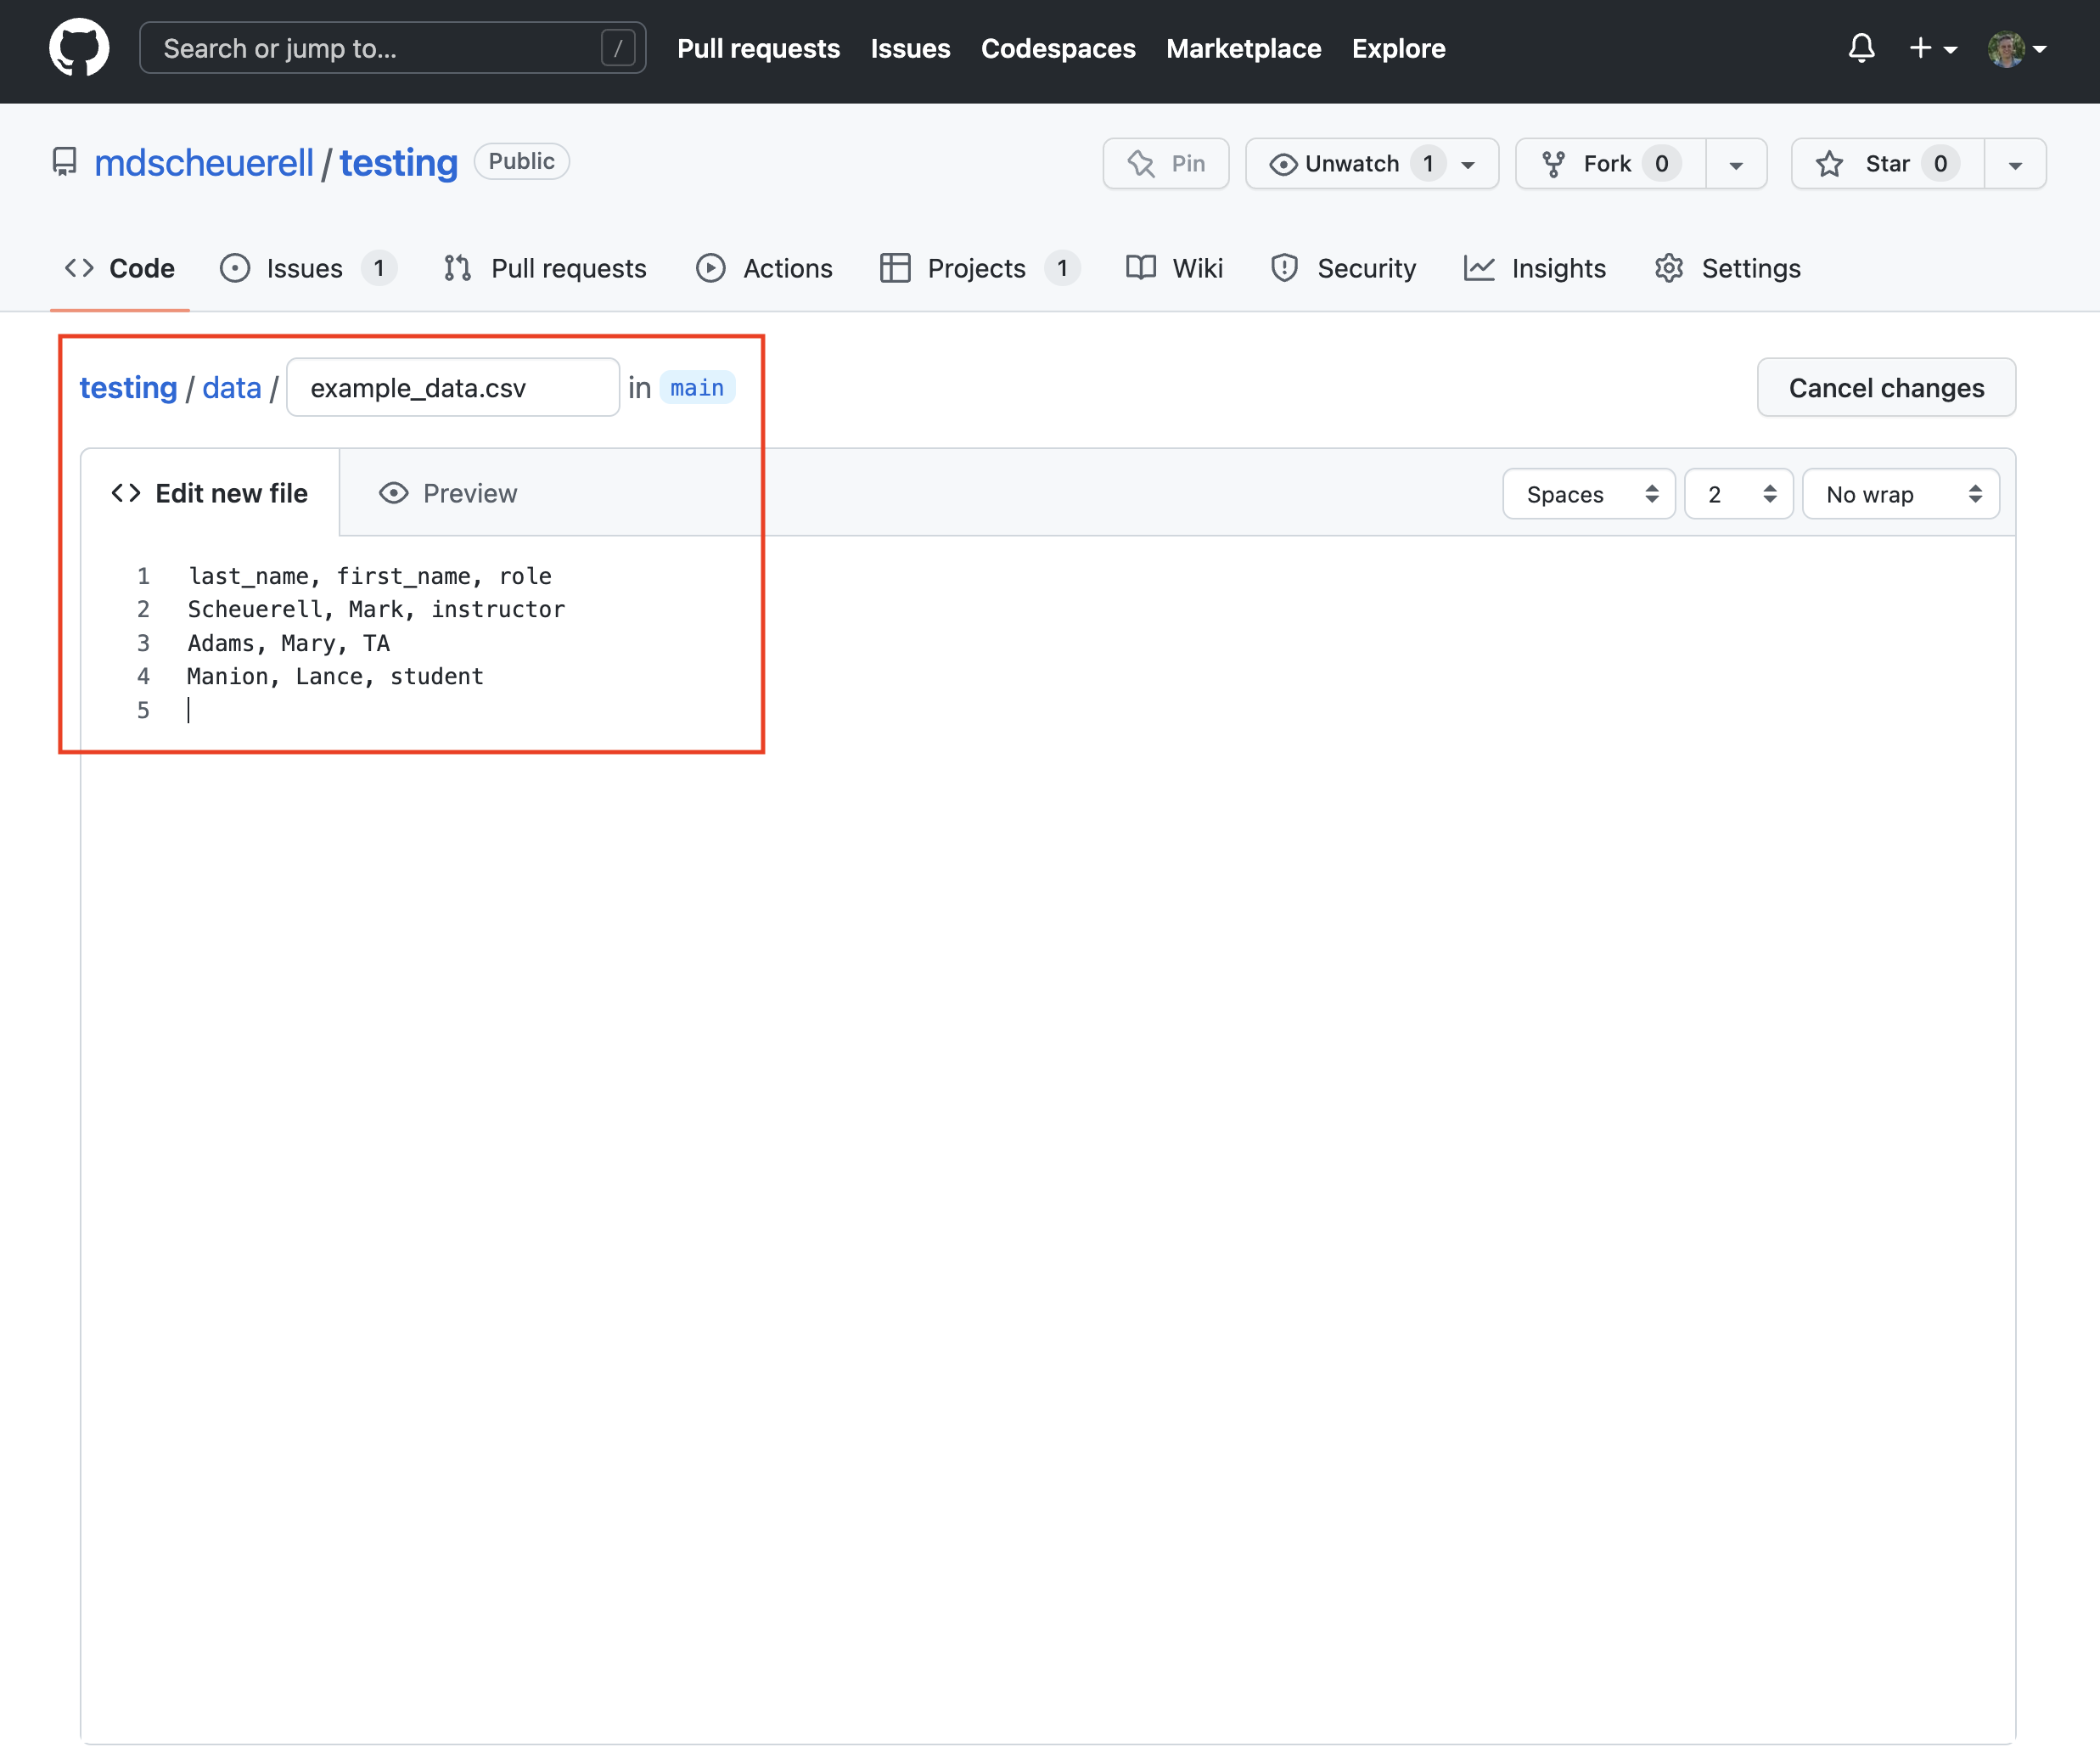 Search or jump to... / Pull requests Issues Codespaces Marketplace Explore
mdscheuerell / testing Public Pin Unwatch 1 Fork 0 Star 0
Code Issues 1 Pull requests Actions Projects 1 Wiki Security Insights Settings
testing / data / example_data.csv in main Cancel changes
Edit new file Preview Spaces 2 No wrap
1 last_name, first_name, role
2 Scheuerell, Mark, instructor
3 Adams, Mary, TA
4 Manion, Lance, student
5